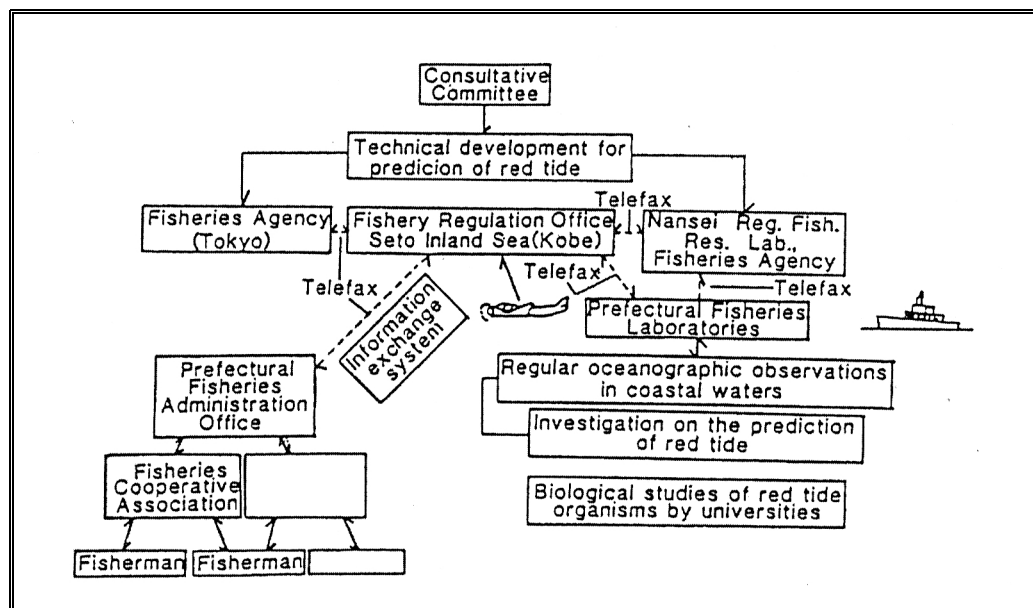 Consultative
Committee
Technical development for
predicion of red tide
Telefax
Fisheries Agency
(Tokyo)
Fishery Regulation Office
Seto Inland Sea(Kobe)
Nansei Reg. Fish.
Res. Lab.,
Fisheries Agency
Telefax
Telefax
Telefax
Information
exchange
system
Prefectural Fisheries
Laboratories
Prefectural
Fisheries
Administration
Office
Regular oceanographic observations
in coastal waters
Investigation on the prediction
of red tide
Fisheries
Cooperative
Association
Biological studies of red tide
organisms by universities
Fisherman
Fisherman